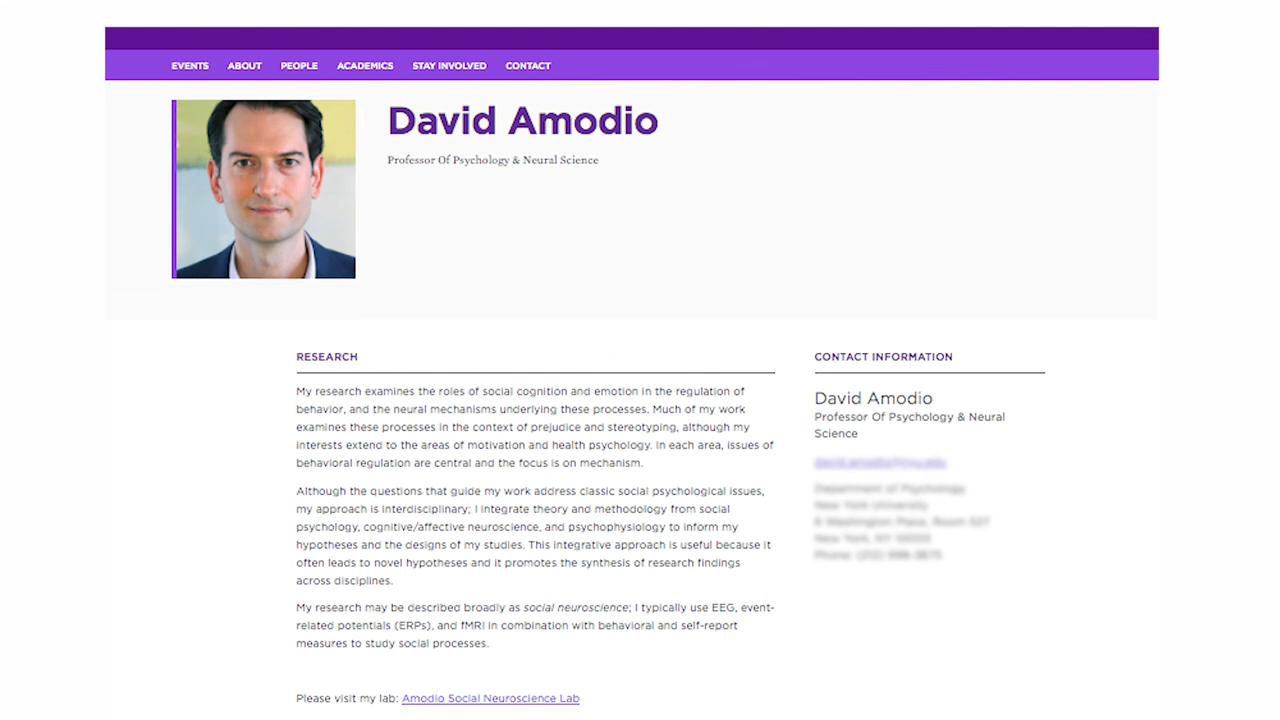 EVENTS ABOUT PEOPLE ACADEMICS STAY INVOLVED CONTACT
David Amodio
Professor Of Psychology & Neural Science
RESEARCH
My research examines the roles of social cognition and emotion in the regulation of
behavior, and the neural mechanisms underlying these processes. Much of my work
examines these processes in the context of prejudice and stereotyping, although my
interests extend to the areas of motivation and health psychology. In each area, issues of
behavioral regulation are central and the focus is on mechanism.
Although the questions that guide my work address classic social psychological issues,
my approach is interdisciplinary; I integrate theory and methodology from social
psychology, cognitive/affective neuroscience, and psychophysiology to inform my
hypotheses and the designs of my studies. This integrative approach is useful because it
often leads to novel hypotheses and it promotes the synthesis of research findings
across disciplines.
My research may be described broadly as social neuroscience; I typically use EEG, event-
related potentials (ERPs), and fMRI in combination with behavioral and self-report
measures to study social processes.
Please visit my lab: Amodio Social Neuroscience Lab
CONTACT INFORMATION
David Amodio
Professor Of Psychology & Neural
Science